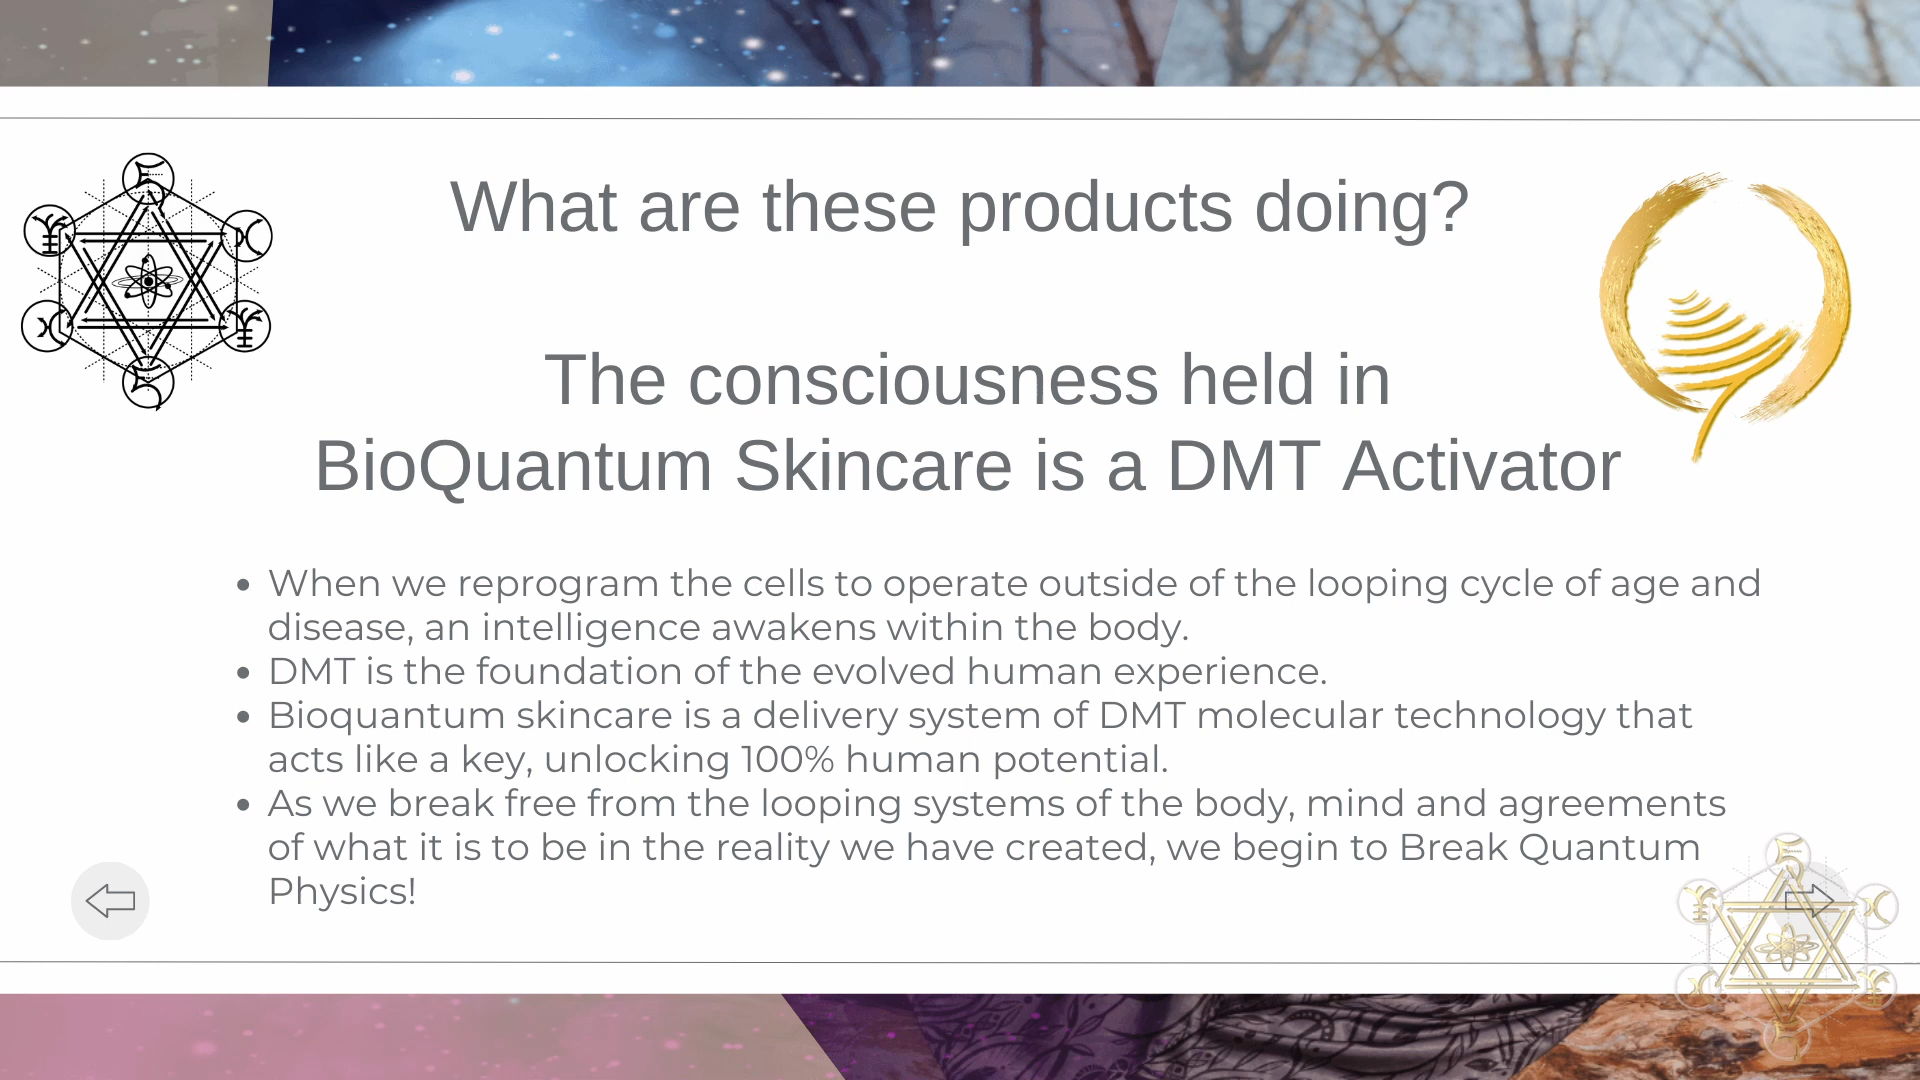 What are these products doing?
The consciousness held in
BioQuantum Skincare is a DMT Activator
• When we reprogram the cells to operate outside of the looping cycle of age and
disease, an intelligence awakens within the body.
• DMT is the foundation of the evolved human experience.
• Bioquantum skincare is a delivery system of DMT molecular technology that
acts like a key, unlocking 100% human potential.
• As we break free from the looping systems of the body, mind and agreements
of what it is to be in the reality we have created, we begin to Break Quantum
Physics!